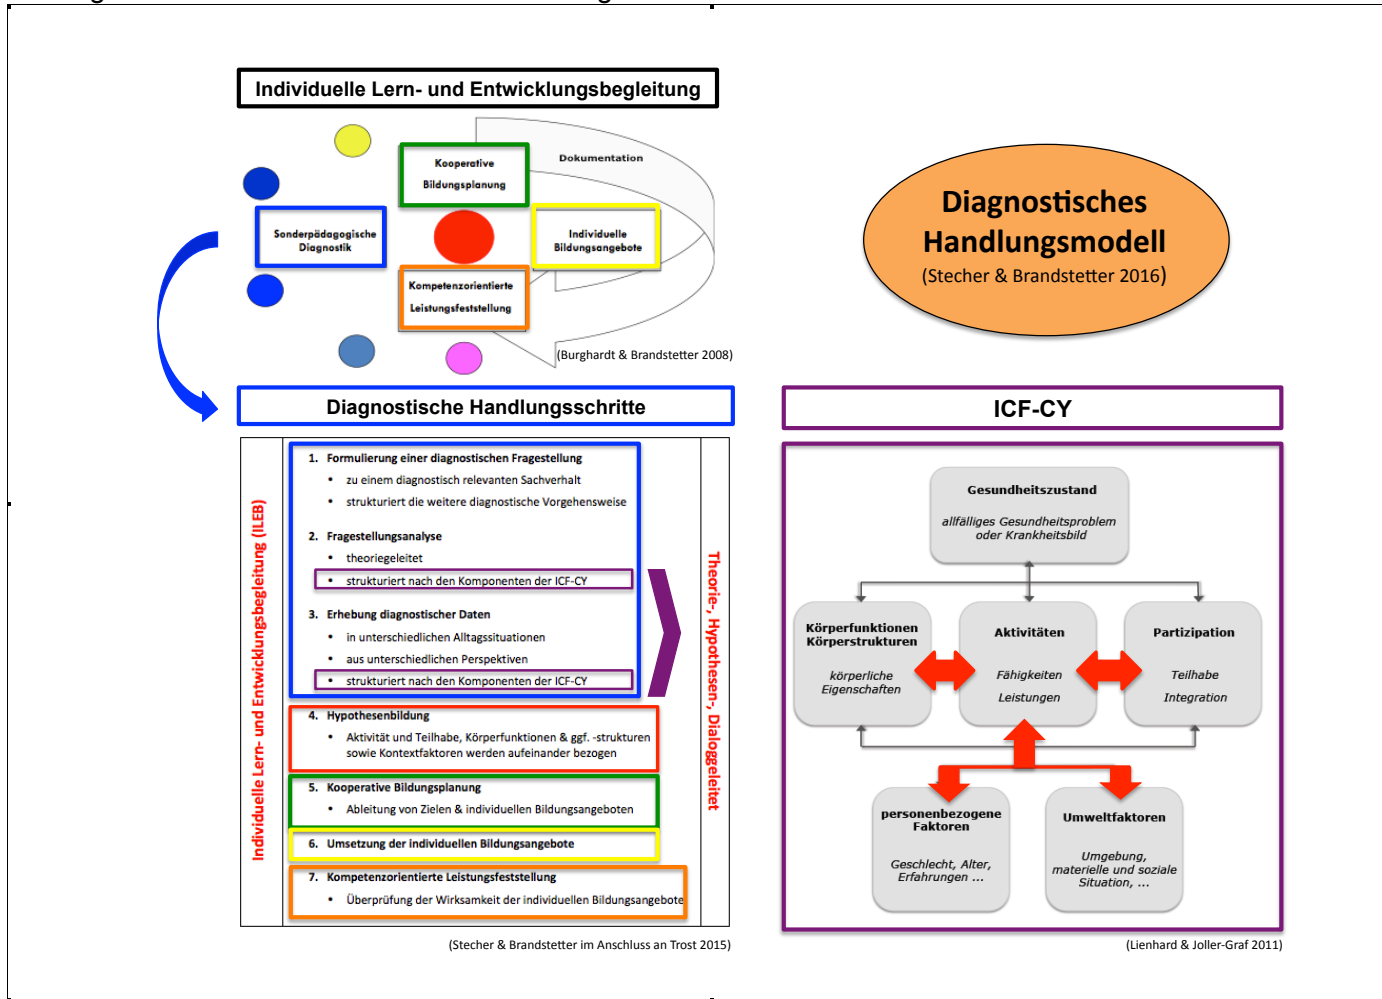 Individuelle Lern- und Entwicklungsbegleitung
Dokumentation
Kooperative
Bildungsplanung
Sonderpädagogische
Diagnostik
Individuelle
Bildungsangebote
Kompetenzorientierte
Leistungsfeststellung
(Burghardt & Brandstetter 2008)
Diagnostisches
Handlungsmodell
(Stecher & Brandstetter 2016)
Diagnostische Handlungsschritte
Individuelle Lern- und Entwicklungsbegleitung (ILEB)
1. Formulierung einer diagnostischen Fragestellung
• zu einem diagnostisch relevanten Sachverhalt
• strukturiert die weitere diagnostische Vorgehensweise
2. Fragestellungsanalyse
• theoriegeleitet
• strukturiert nach den Komponenten der ICF-CY
3. Erhebung diagnostischer Daten
• in unterschiedlichen Alltagssituationen
• aus unterschiedlichen Perspektiven
• strukturiert nach den Komponenten der ICF-CY
4. Hypothesenbildung
• Aktivität und Teilhabe, Körperfunktionen & ggf. -strukturen
sowie Kontextfaktoren werden aufeinander bezogen
5. Kooperative Bildungsplanung
• Ableitung von Zielen & individuellen Bildungsangeboten
6. Umsetzung der individuellen Bildungsangebote
7. Kompetenzorientierte Leistungsfeststellung
• Überprüfung der Wirksamkeit der individuellen Bildungsangebote
Theorie-, Hypothesen-, Dialoggeleitet
(Stecher & Brandstetter im Anschluss an Trost 2015)
ICF-CY
Gesundheitszustand
allfälliges Gesundheitsproblem
oder Krankheitsbild
Körperfunktionen
Körperstrukturen
körperliche
Eigenschaften
Aktivitäten
Fähigkeiten
Leistungen
Partizipation
Teilhabe
Integration
personenbezogene
Faktoren
Geschlecht, Alter,
Erfahrungen ...
Umweltfaktoren
Umgebung,
materielle und soziale
Situation, ...
(Lienhard & Joller-Graf 2011)